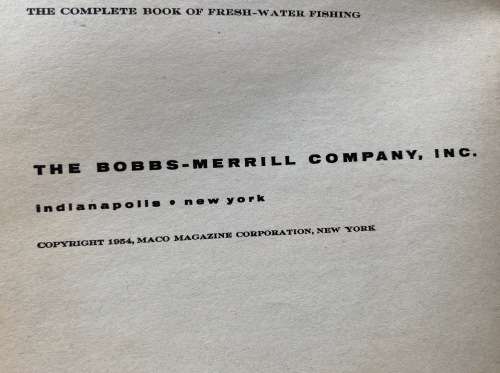 THE COMPLETE BOOK OF FRESH-WATER FISHING
THE BOBBS-MERRILL COMPANY, INC.
indianapolis • new york
COPYRIGHT 1954, MACO MAGAZINE CORPORATION, NEW YORK